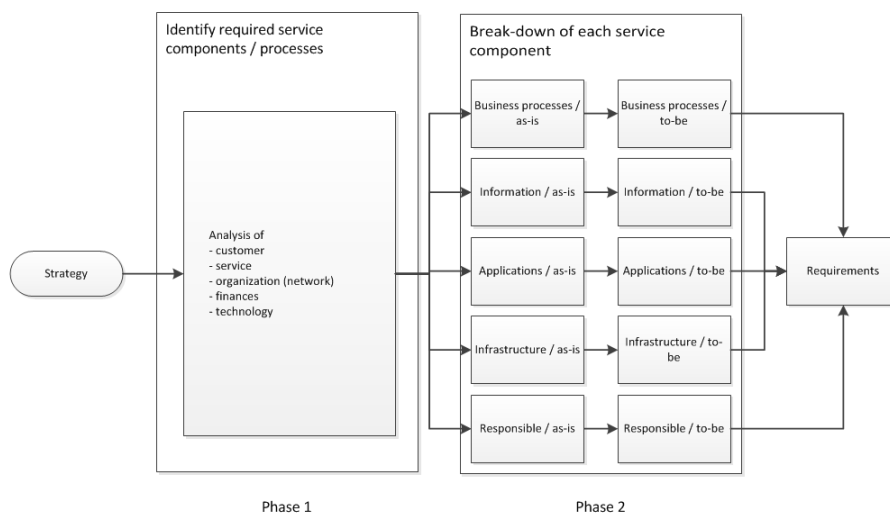 Identify required service
components / processes
Break-down of each service
component
Strategy
Analysis of
- customer
- service
- organization (network)
- finances
- technology
Business processes /
as-is
Business processes /
to-be
Information / as-is
Information / to-be
Applications / as-is
Applications / to-be
Infrastructure / as-is
Infrastructure / to-
be
Responsible / as-is
Responsible / to-be
Requirements
Phase 1
Phase 2